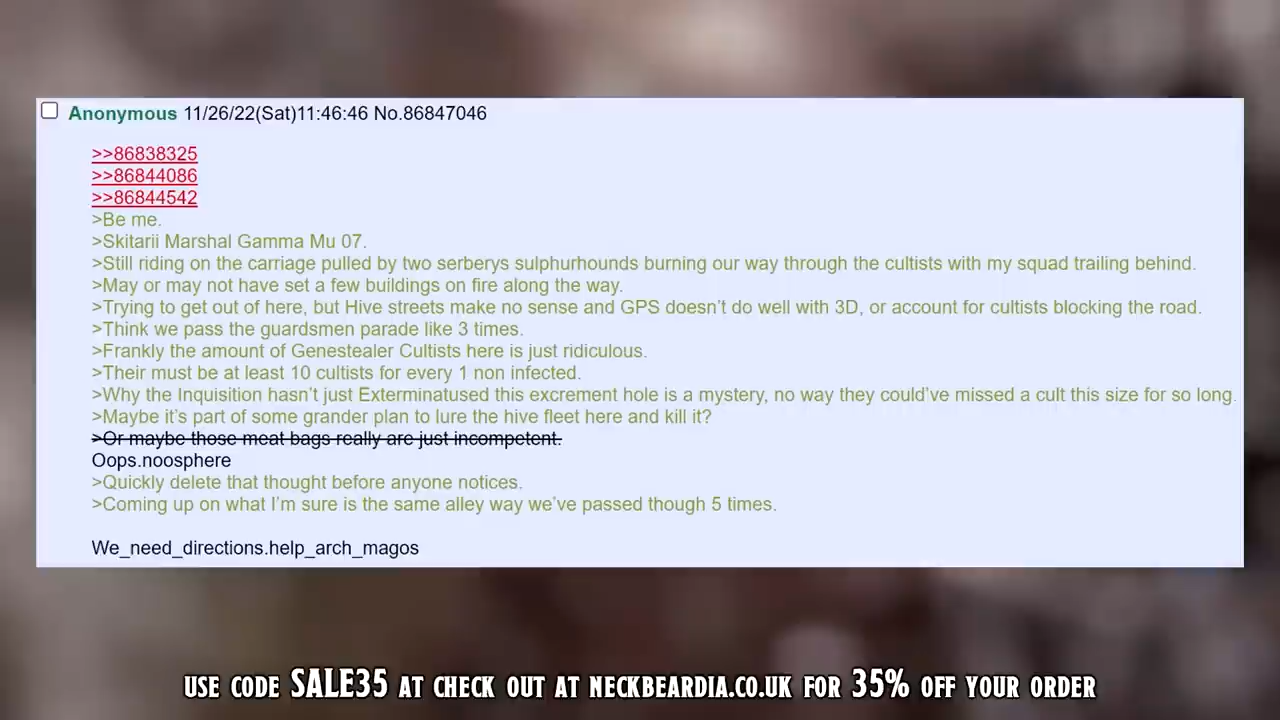 Anonymous 11/26/22(Sat)11:46:46 No.86847046
>>86838325
>>86844086
>>86844542
>Be me.
>Skitarii Marshal Gamma Mu 07.
>Still riding on the carriage pulled by two serberys sulphurhounds burning our way through the cultists with my squad trailing behind.
>May or may not have set a few buildings on fire along the way.
>Trying to get out of here, but Hive streets make no sense and GPS doesn’t do well with 3D, or account for cultists blocking the road.
>Think we pass the guardsmen parade like 3 times.
>Frankly the amount of Genestealer Cultists here is just ridiculous.
>Their must be at least 10 cultists for every 1 non infected.
>Why the Inquisition hasn’t just Exterminatused this excrement hole is a mystery, no way they could’ve missed a cult this size for so long.
>Maybe it’s part of some grander plan to lure the hive fleet here and kill it?
>Or maybe those meat bags really are just incompetent.
Oops.noosphere
>Quickly delete that thought before anyone notices.
>Coming up on what I’m sure is the same alley way we’ve passed though 5 times.
We_need_directions.help_arch_magos
USE CODE SALE35 AT CHECK OUT AT NECKBEARDIA.CO.UK FOR 35% OFF YOUR ORDER